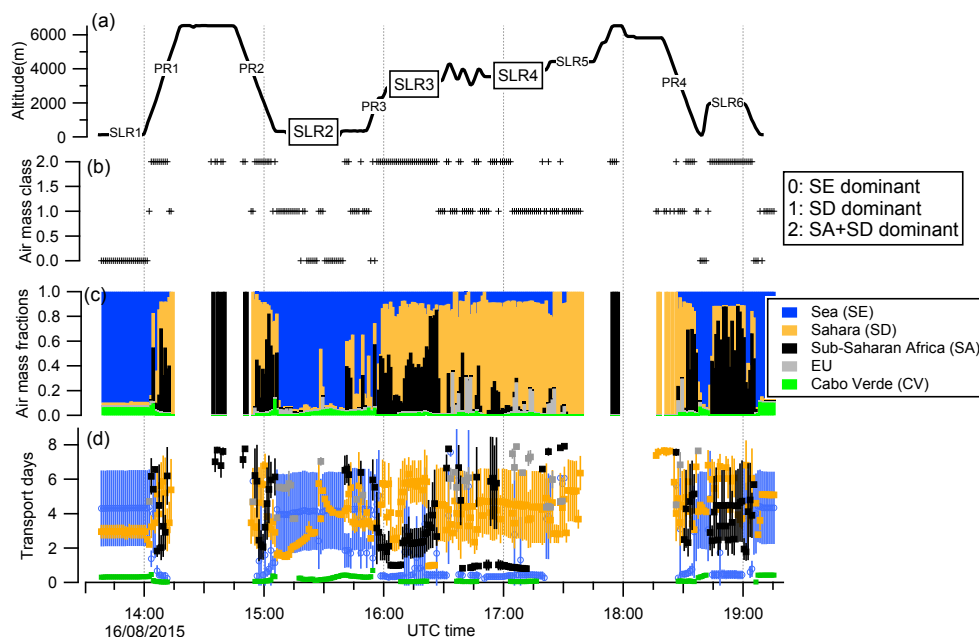 (a)
6000
4000
2000
0
Altitude(m)
SLR1
PR1
PR2
SLR2
PR3
SLR3
SLR4
SLR5
PR4
SLR6
(b)
2.0
1.5
1.0
0.5
0.0
Air mass class
0: SE dominant
1: SD dominant
2: SA+SD dominant
(c)
1.0
0.8
0.6
0.4
0.2
0.0
Air mass fractions
Sea (SE)
Sahara (SD)
Sub-Saharan Africa (SA)
EU
Cabo Verde (CV)
(d)
8
6
4
2
0
Transport days
14:00 15:00 16:00 17:00 18:00 19:00
16/08/2015 UTC time